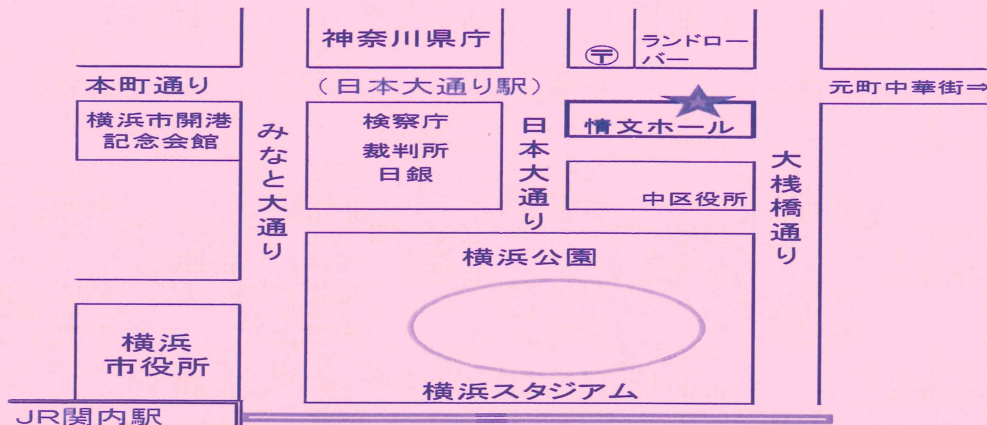 神奈川県庁
〒
ランドロー
バー
本町通り
(日本大通り駅)
元町中華街⇒
横浜市開港
記念会館
みなと大通り
検察庁
裁判所
日銀
日本大通り
情文ホール
中区役所
大桟橋通り
横浜公園
横浜
市役所
横浜スタジアム
JR関内駅